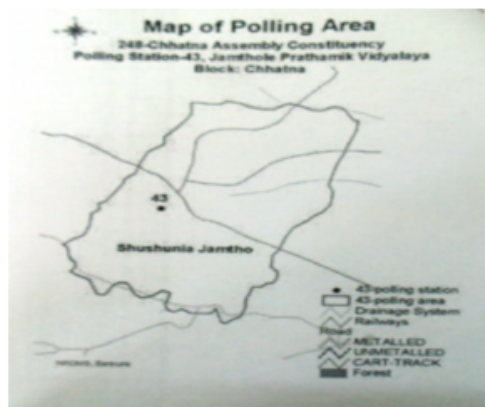 Map of Polling Area
248-Chhatna Assembly Constituency
Polling Station-43, Jamthole Prathamik Vidyalaya
Block: Chhatna
43
Shushunia Jamtho
43-polling station
43-polling area
Drainage System
Railways
Road
METALLED
UNMETALLED
CART-TRACK
Forest